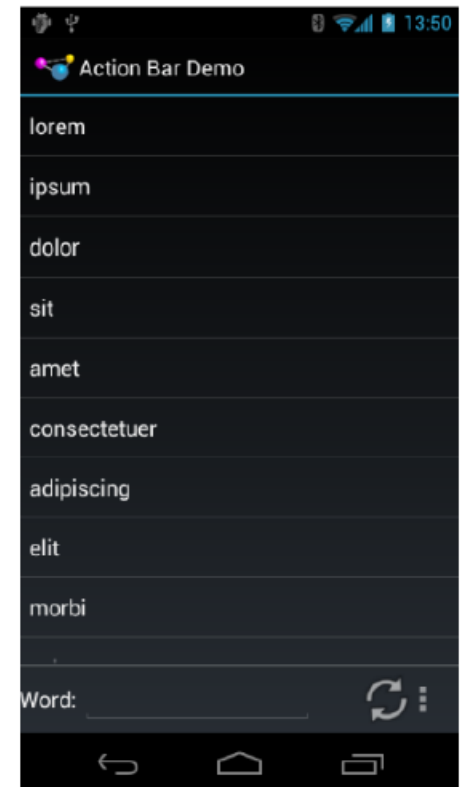 13:50
Action Bar Demo
lorem
ipsum
dolor
sit
amet
consectetuer
adipiscing
elit
morbi
Word: